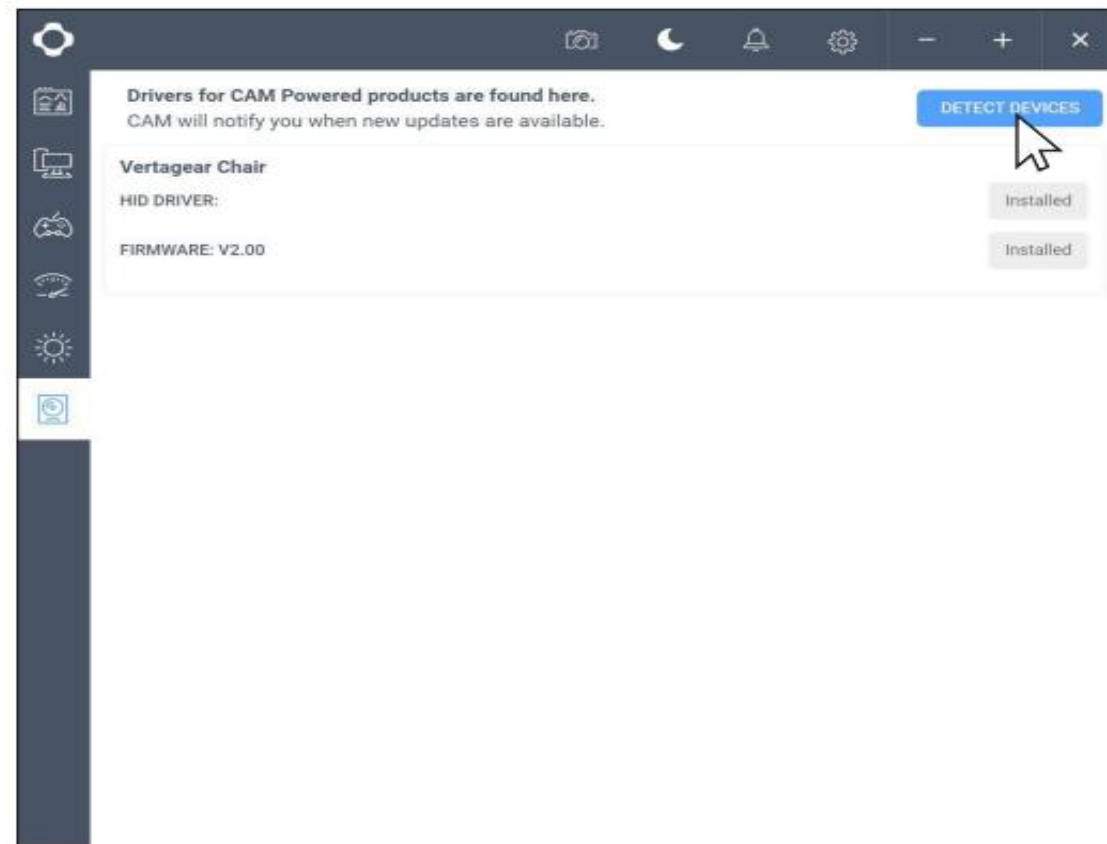 Drivers for CAM Powered products are found here.
DETECT DEVICES
CAM will notify you when new updates are available.
Vertagear Chair
HID DRIVER:
Installed
FIRMWARE: V2.00
Installed